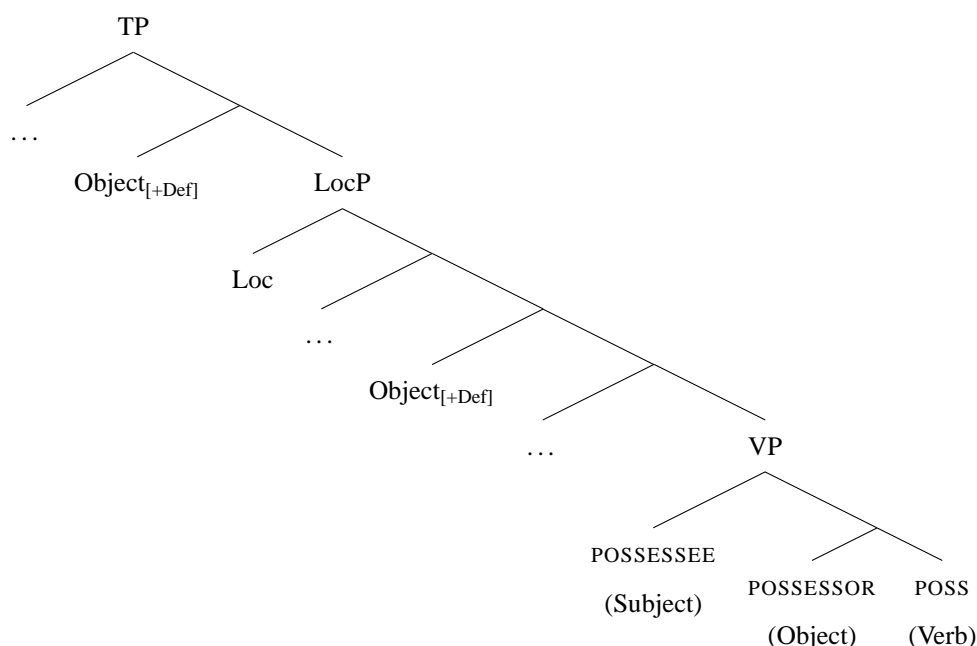 TP
...
Object[+Def]
LocP
Loc
...
Object[+Def]
...
VP
POSSESSEE
(Subject)
POSSESSOR
(Object)
POSS
(Verb)